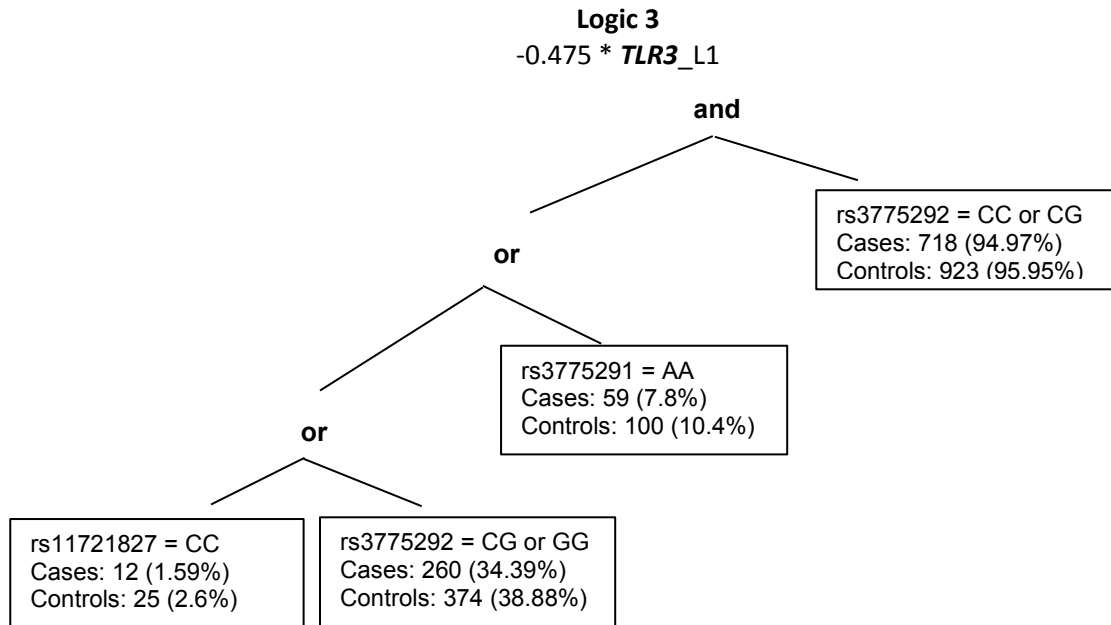 Logic 3
-0.475 * TLR3_L1
and
rs3775292 = CC or CG
Cases: 718 (94.97%)
Controls: 923 (95.95%)
or
rs3775291 = AA
Cases: 59 (7.8%)
Controls: 100 (10.4%)
or
rs11721827 = CC
Cases: 12 (1.59%)
Controls: 25 (2.6%)
rs3775292 = CG or GG
Cases: 260 (34.39%)
Controls: 374 (38.88%)